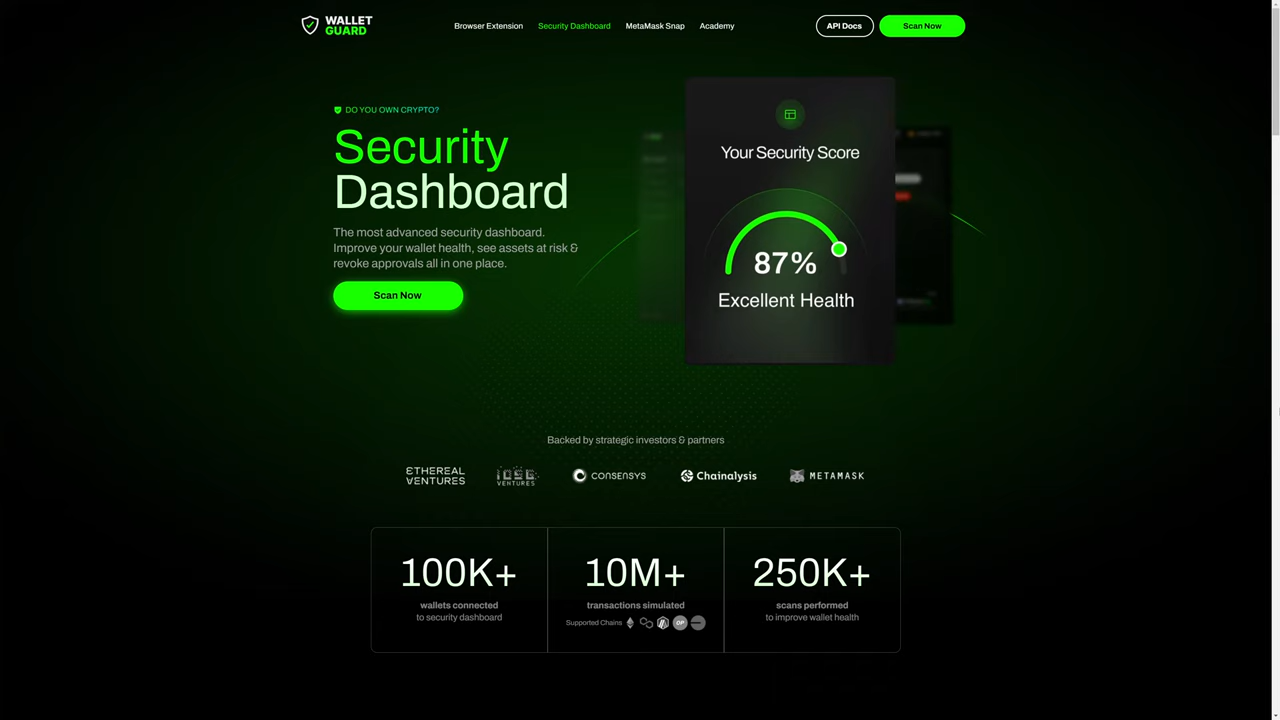 WALLET
GUARD
Browser Extension
Security Dashboard
MetaMask Snap
Academy
API Docs
Scan Now
DO YOU OWN CRYPTO?
Security
Dashboard
The most advanced security dashboard.
Improve your wallet health, see assets at risk &
revoke approvals all in one place.
Scan Now
Your Security Score
87%
Excellent Health
Backed by strategic investors & partners
ETHEREAL
VENTURES
IOSG
VENTURES
CONSENSYS
Chainalysis
METAMASK
100K+
wallets connected
to security dashboard
10M+
transactions simulated
Supported Chains
OP
250K+
scans performed
to improve wallet health